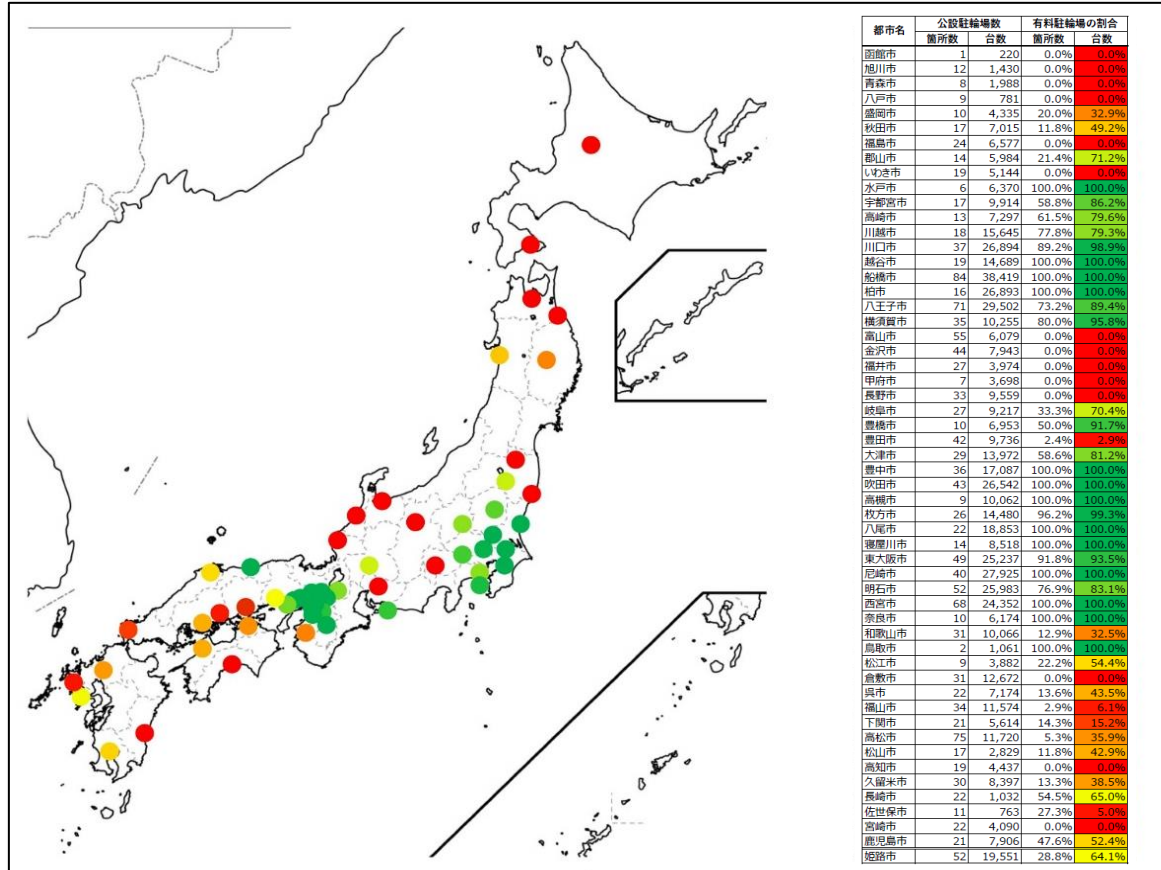 都市名 公設駐輪場数 有料駐輪場の割合
箇所数 台数 箇所数 台数
函館市 1 220 0.0% 0.0%
旭川市 12 1,430 0.0% 0.0%
青森市 8 1,988 0.0% 0.0%
八戸市 9 781 0.0% 0.0%
盛岡市 10 4,335 20.0% 32.9%
秋田市 17 7,015 11.8% 49.2%
福島市 24 6,577 0.0% 0.0%
郡山市 14 5,984 21.4% 71.2%
いわき市 19 5,144 0.0% 0.0%
水戸市 6 6,370 100.0% 100.0%
宇都宮市 17 9,914 58.8% 86.2%
高崎市 13 7,297 61.5% 79.6%
川越市 18 15,645 77.8% 79.3%
川口市 37 26,894 89.2% 98.9%
越谷市 19 14,689 100.0% 100.0%
船橋市 84 38,419 100.0% 100.0%
柏市 16 26,893 100.0% 100.0%
八王子市 71 29,502 73.2% 89.4%
横須賀市 35 10,255 80.0% 95.8%
富山市 55 6,079 0.0% 0.0%
金沢市 44 7,943 0.0% 0.0%
福井市 27 3,974 0.0% 0.0%
甲府市 7 3,698 0.0% 0.0%
長野市 33 9,559 0.0% 0.0%
岐阜市 27 9,217 33.3% 70.4%
豊橋市 10 6,953 50.0% 91.7%
豊田市 42 9,736 2.4% 2.9%
大津市 29 13,972 58.6% 81.2%
豊中市 36 17,087 100.0% 100.0%
吹田市 43 26,542 100.0% 100.0%
高槻市 9 10,062 100.0% 100.0%
枚方市 26 14,480 96.2% 99.3%
八尾市 22 18,853 100.0% 100.0%
寝屋川市 14 8,518 100.0% 100.0%
東大阪市 49 25,237 91.8% 93.5%
尼崎市 40 27,925 100.0% 100.0%
明石市 52 25,983 76.9% 83.1%
西宮市 68 24,352 100.0% 100.0%
奈良市 10 6,174 100.0% 100.0%
和歌山市 31 10,066 12.9% 32.5%
鳥取市 2 1,061 100.0% 100.0%
松江市 9 3,882 22.2% 54.4%
倉敷市 31 12,672 0.0% 0.0%
呉市 22 7,174 13.6% 43.5%
福山市 34 11,574 2.9% 6.1%
下関市 21 5,614 14.3% 15.2%
高松市 75 11,720 5.3% 35.9%
松山市 17 2,829 11.8% 42.9%
高知市 19 4,437 0.0% 0.0%
久留米市 30 8,397 13.3% 38.5%
長崎市 22 1,032 54.5% 65.0%
佐世保市 11 763 27.3% 5.0%
宮崎市 22 4,090 0.0% 0.0%
鹿児島市 21 7,906 47.6% 52.4%
姫路市 52 19,551 28.8% 64.1%